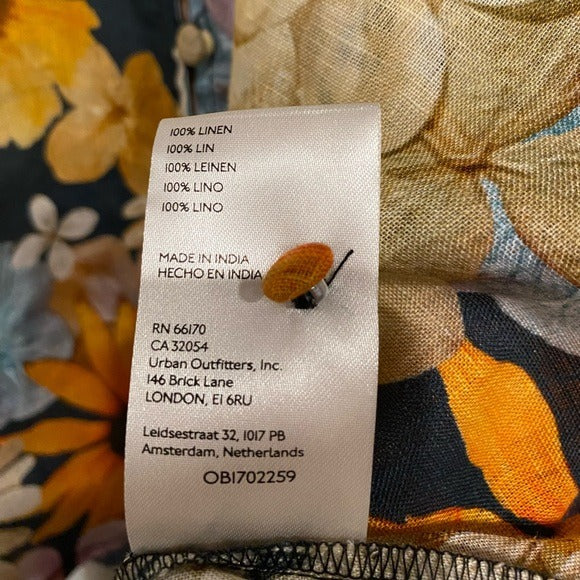 100% LINEN
100% LIN
100% LEINEN
100% LINO
100% LINO
MADE IN INDIA
HECHO EN INDIA
RN 66170
CA 32054
Urban Outfitters, Inc.
146 Brick Lane
LONDON, E1 6RU
Leidsestraat 32, 1017 PB
Amsterdam, Netherlands
OB1702259